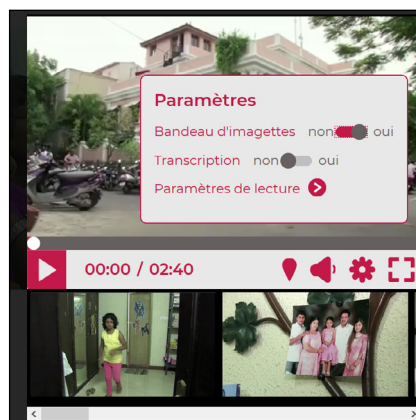 Paramètres
Bandeau d'imagettes non oui
Transcription non oui
Paramètres de lecture
00:00 / 02:40